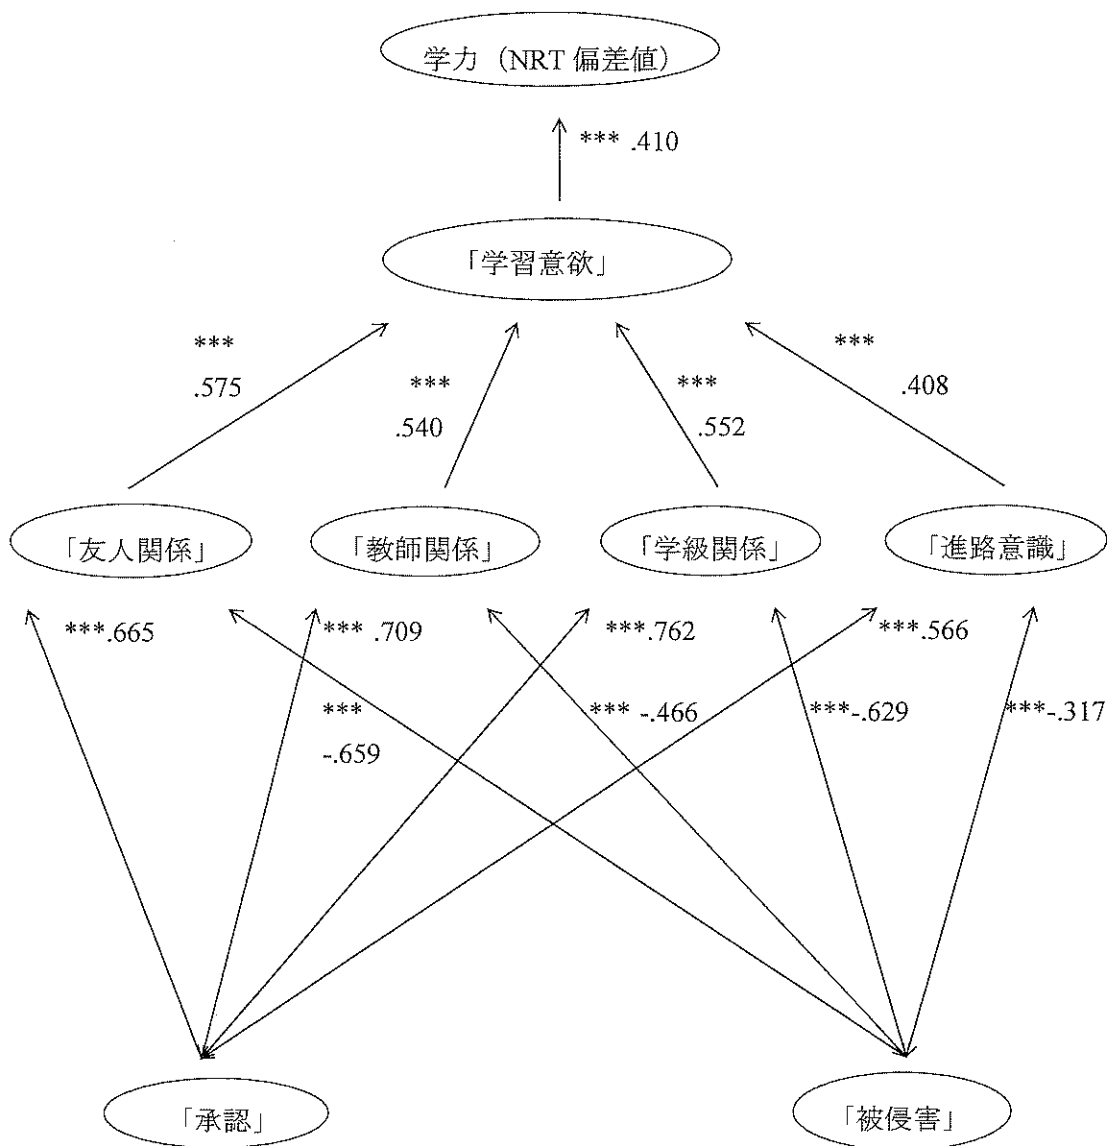 学力（NRT 偏差値）
*** .410
「学習意欲」
***
.575
***
.540
***
.552
***
.408
「友人関係」
「教師関係」
「学級関係」
「進路意識」
***.665
*** .709
***.762
***.566
***
-.659
*** -.466
***-.629
***-.317
「承認」
「被侵害」